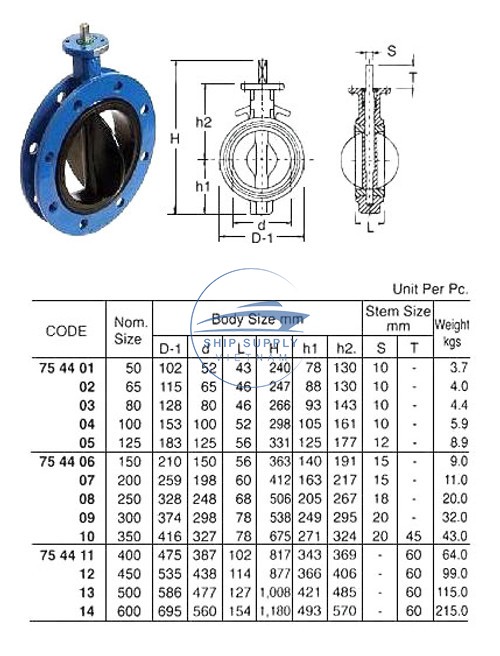 S
T
H
h2
h1
d
D-1
L
Unit Per Pc.
CODE Nom. Size Body Size mm Stem Size mm Weight kgs
D-1 d L H h1 h2. S T
75 44 01 50 102 52 43 240 78 130 10 - 3.7
02 65 115 65 46 247 88 130 10 - 4.0
03 80 128 80 46 266 93 143 10 - 4.4
04 100 153 100 52 298 105 161 10 - 5.9
05 125 183 125 56 331 125 177 12 - 8.9
75 44 06 150 210 150 56 363 140 191 15 - 9.0
07 200 259 198 60 412 163 217 15 - 11.0
08 250 328 248 68 506 205 267 18 - 20.0
09 300 374 298 78 538 249 295 20 - 32.0
10 350 416 327 78 675 271 324 20 45 43.0
75 44 11 400 475 387 102 817 343 369 - 60 64.0
12 450 535 438 114 877 366 406 - 60 99.0
13 500 586 477 127 1,008 421 485 - 60 115.0
14 600 695 560 154 1,180 493 570 - 60 215.0
SHIP SUPPLY
VIETNAM